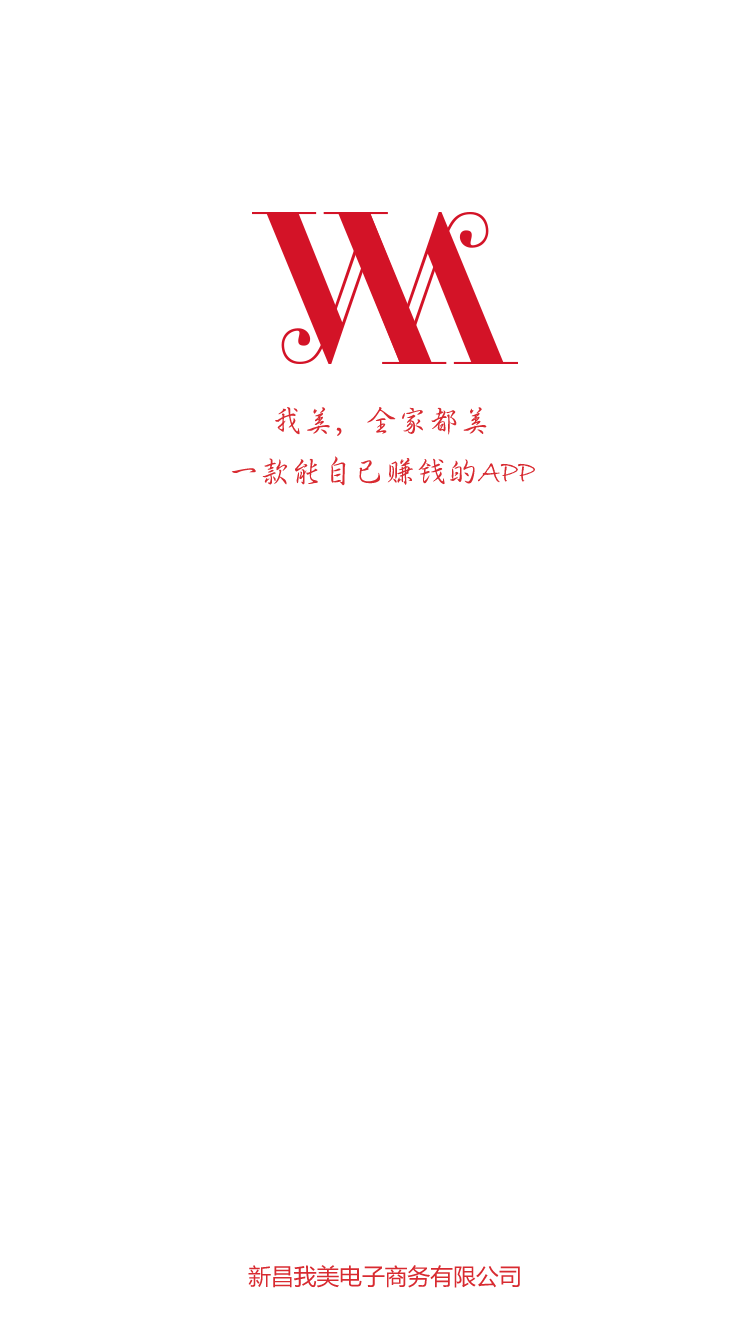 我美，全家都美
一款能自己赚钱的APP
新昌我美电子商务有限公司